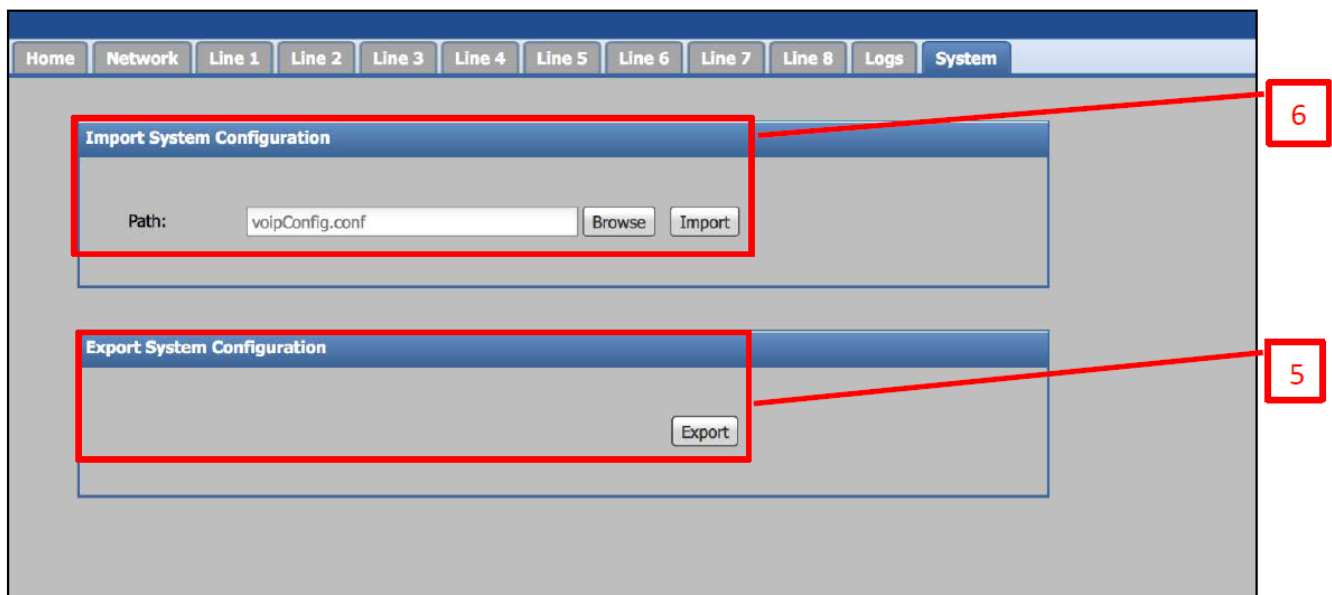 Home Network Line 1 Line 2 Line 3 Line 4 Line 5 Line 6 Line 7 Line 8 Logs System
6
Import System Configuration
Path: voipConfig.conf Browse Import
Export System Configuration
5
Export